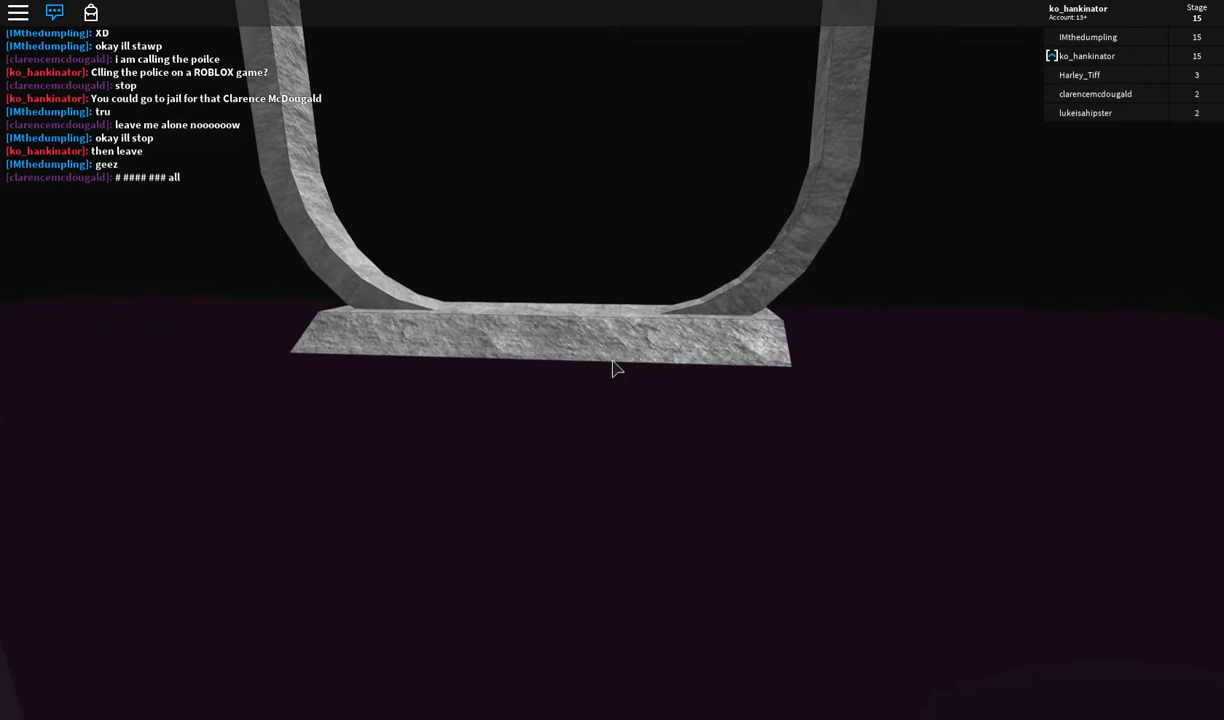 [IMthedumpling]: XD
[IMthedumpling]: okay ill stawp
[clarencemcdougald]: i am calling the poilce
[ko_hankinator]: Clling the police on a ROBLOX game?
[clarencemcdougald]: stop
[ko_hankinator]: You could go to jail for that Clarence McDougald
[IMthedumpling]: tru
[clarencemcdougald]: leave me alone noooooow
[IMthedumpling]: okay ill stop
[ko_hankinator]: then leave
[IMthedumpling]: geez
[clarencemcdougald]: # #### ### all
ko_hankinator Stage
Account: 13+ 15
IMthedumpling 15
ko_hankinator 15
Harley_Tiff 3
clarencemcdougald 2
lukeisahipster 2